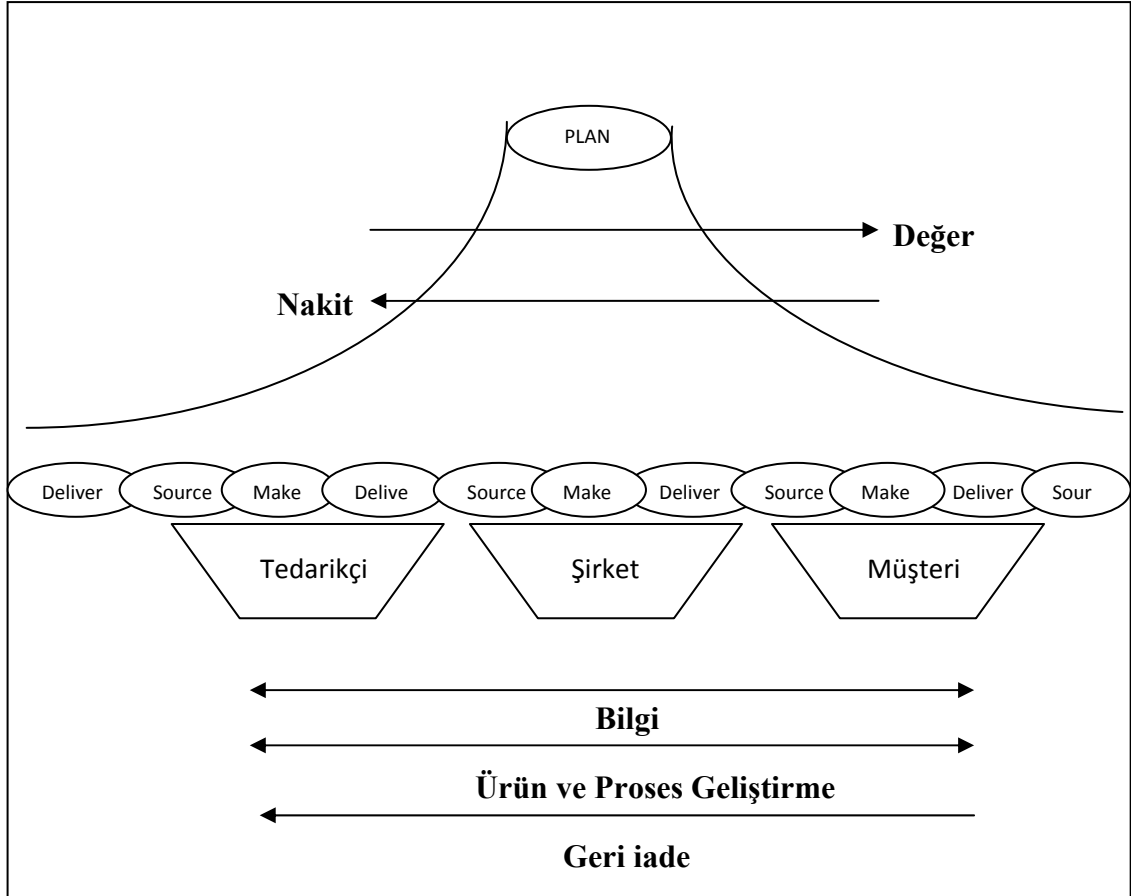 PLAN
Değer
Nakit
Deliver Source Make Delive Source Make Deliver Source Make Deliver Sour
Tedarikçi Şirket Müşteri
Bilgi
Ürün ve Proses Geliştirme
Geri iade